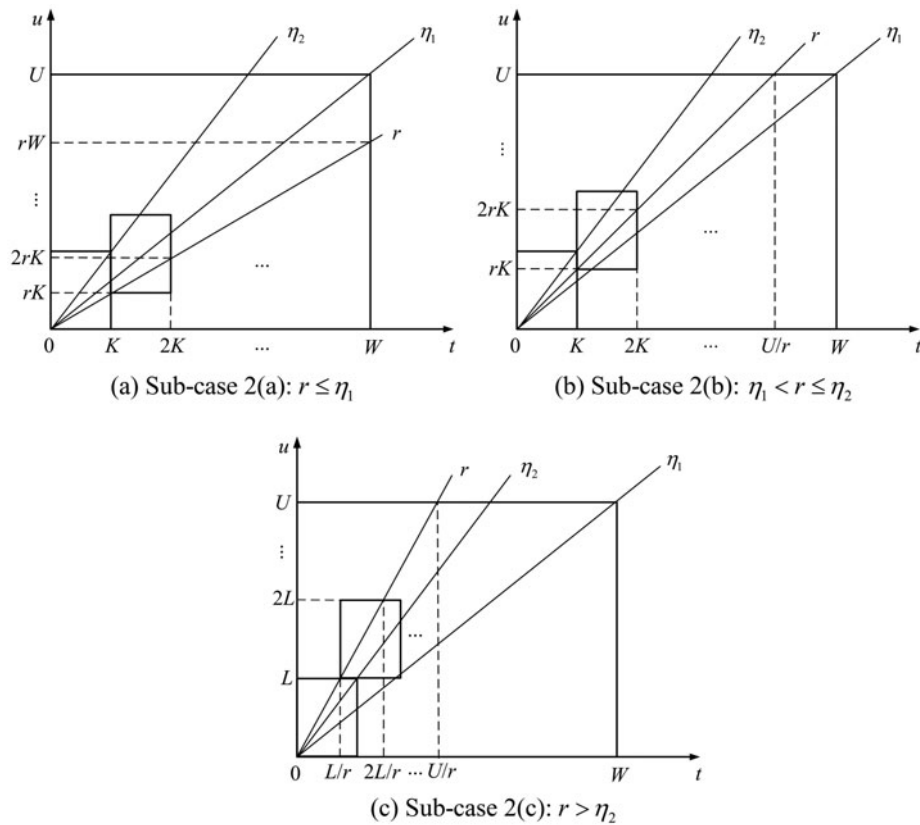 u
η₂
η₁
U
rW
r
⋮
2rK
rK
...
0
K
2K
...
W
t
(a) Sub-case 2(a): r ≤ η₁
u
η₂
r
η₁
U
⋮
2rK
rK
...
0
K
2K
...
U/r
W
t
(b) Sub-case 2(b): η₁ < r ≤ η₂
u
r
η₂
η₁
U
⋮
2L
...
L
0
L/r
2L/r
...
U/r
W
t
(c) Sub-case 2(c): r > η₂